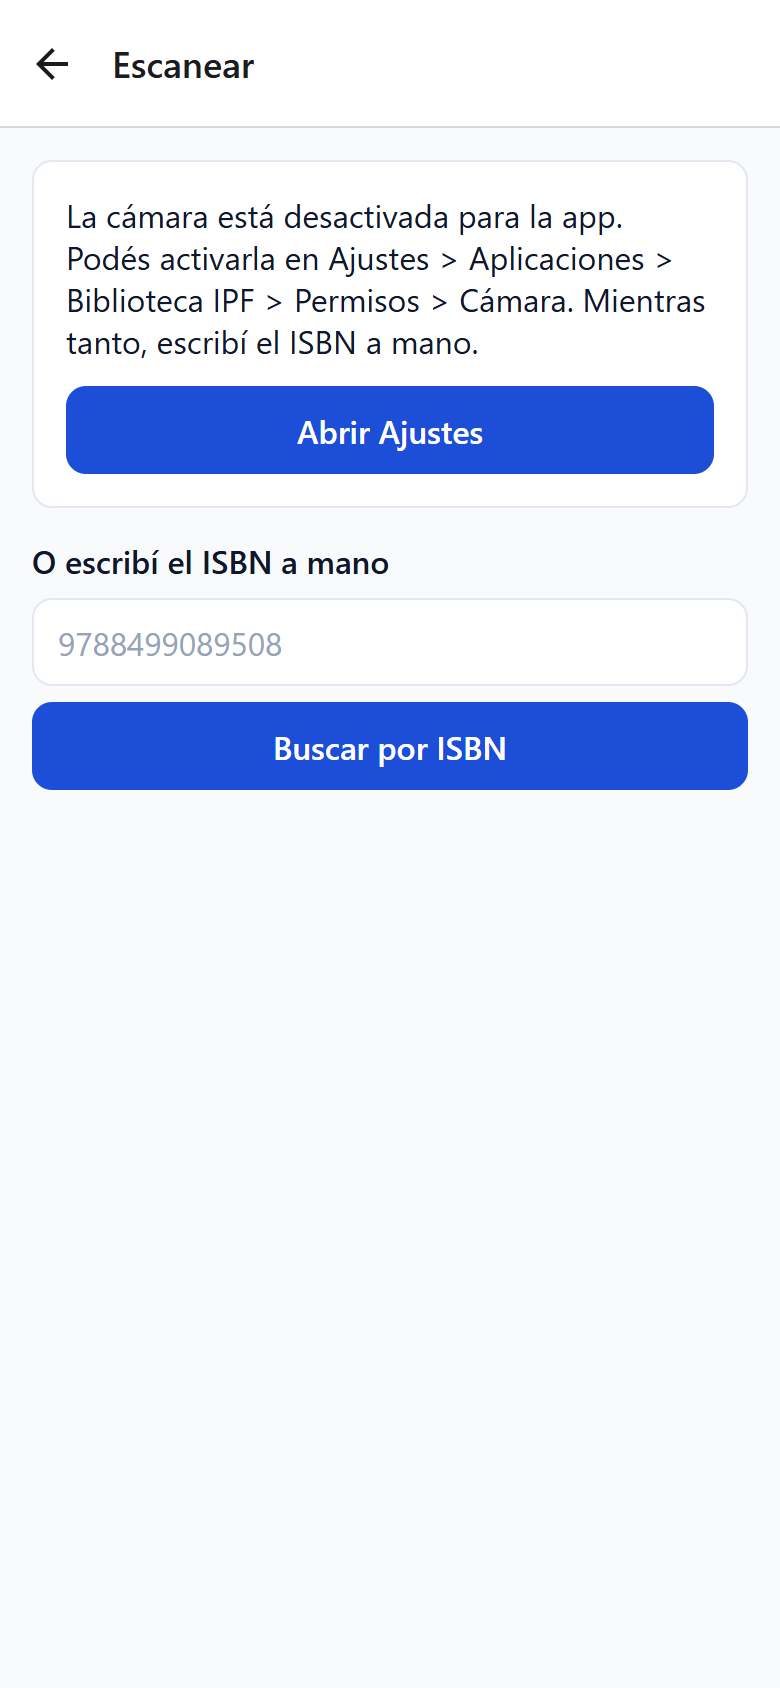 Escanear
La cámara está desactivada para la app.
Podés activarla en Ajustes > Aplicaciones >
Biblioteca IPF > Permisos > Cámara. Mientras
tanto, escribí el ISBN a mano.
Abrir Ajustes
O escribí el ISBN a mano
9788499089508
Buscar por ISBN